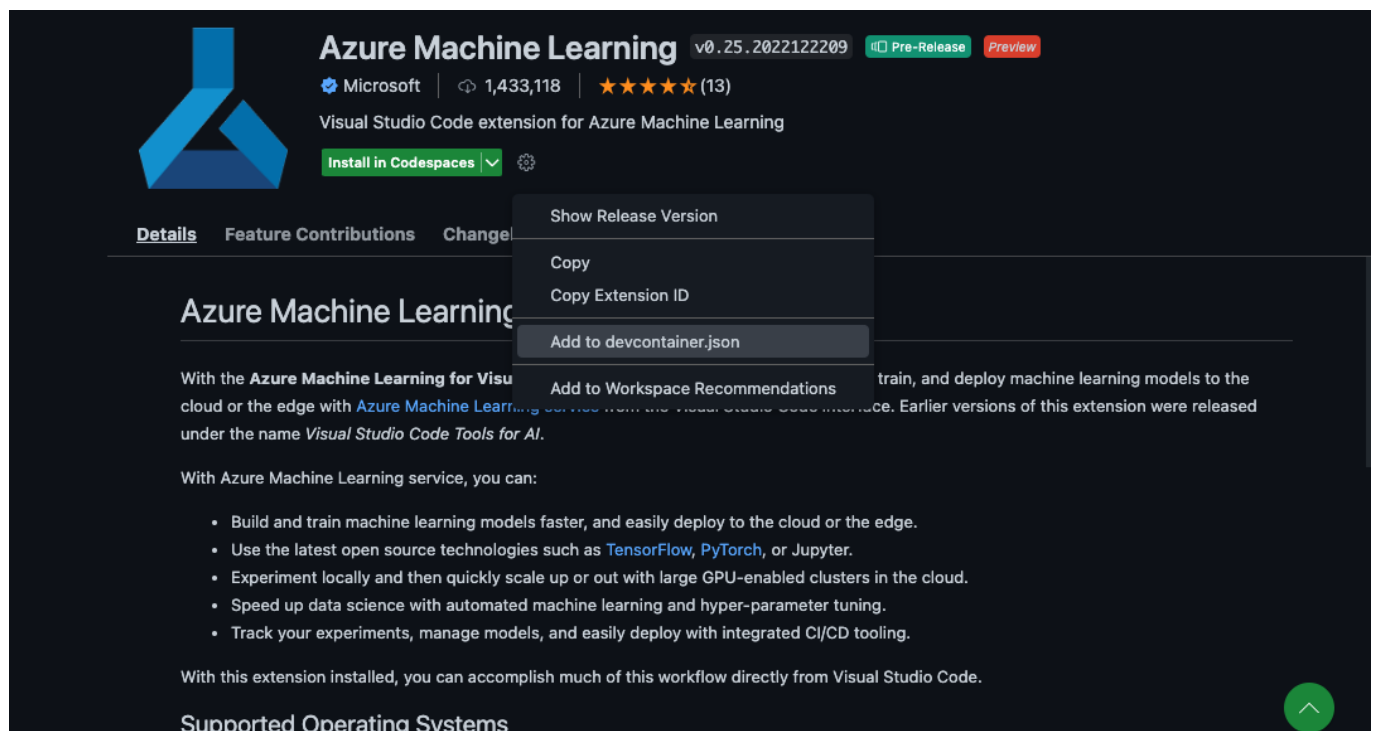 Azure Machine Learning v0.25.2022122209 Pre-Release Preview
Microsoft 1,433,118 (13)
Visual Studio Code extension for Azure Machine Learning
Install in Codespaces
Show Release Version
Copy
Copy Extension ID
Add to devcontainer.json
Add to Workspace Recommendations
Details Feature Contributions
Azure Machine Learning
With the Azure Machine Learning for train, and deploy machine learning models to the
cloud or the edge with Azure Machine Learning service from the Visual Studio Code interface. Earlier versions of this extension were released
under the name Visual Studio Code Tools for AI.
With Azure Machine Learning service, you can:
• Build and train machine learning models faster, and easily deploy to the cloud or the edge.
• Use the latest open source technologies such as TensorFlow, PyTorch, or Jupyter.
• Experiment locally and then quickly scale up or out with large GPU-enabled clusters in the cloud.
• Speed up data science with automated machine learning and hyper-parameter tuning.
• Track your experiments, manage models, and easily deploy with integrated CI/CD tooling.
With this extension installed, you can accomplish much of this workflow directly from Visual Studio Code.
Supported Operating Systems